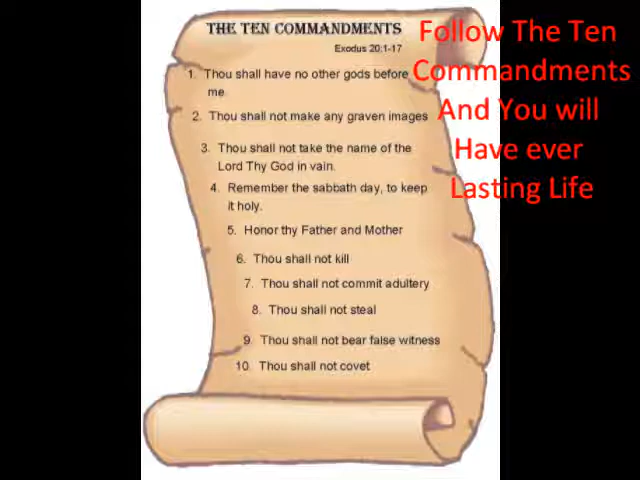 THE TEN COMMANDMENTS
Exodus 20:1-17
1. Thou shall have no other gods before
me
2. Thou shall not make any graven images
3. Thou shall not take the name of the
Lord Thy God in vain.
4. Remember the sabbath day, to keep
it holy.
5. Honor thy Father and Mother
6. Thou shall not kill
7. Thou shall not commit adultery
8. Thou shall not steal
9. Thou shall not bear false witness
10. Thou shall not covet
Follow The Ten
Commandments
And You will
Have ever
Lasting Life